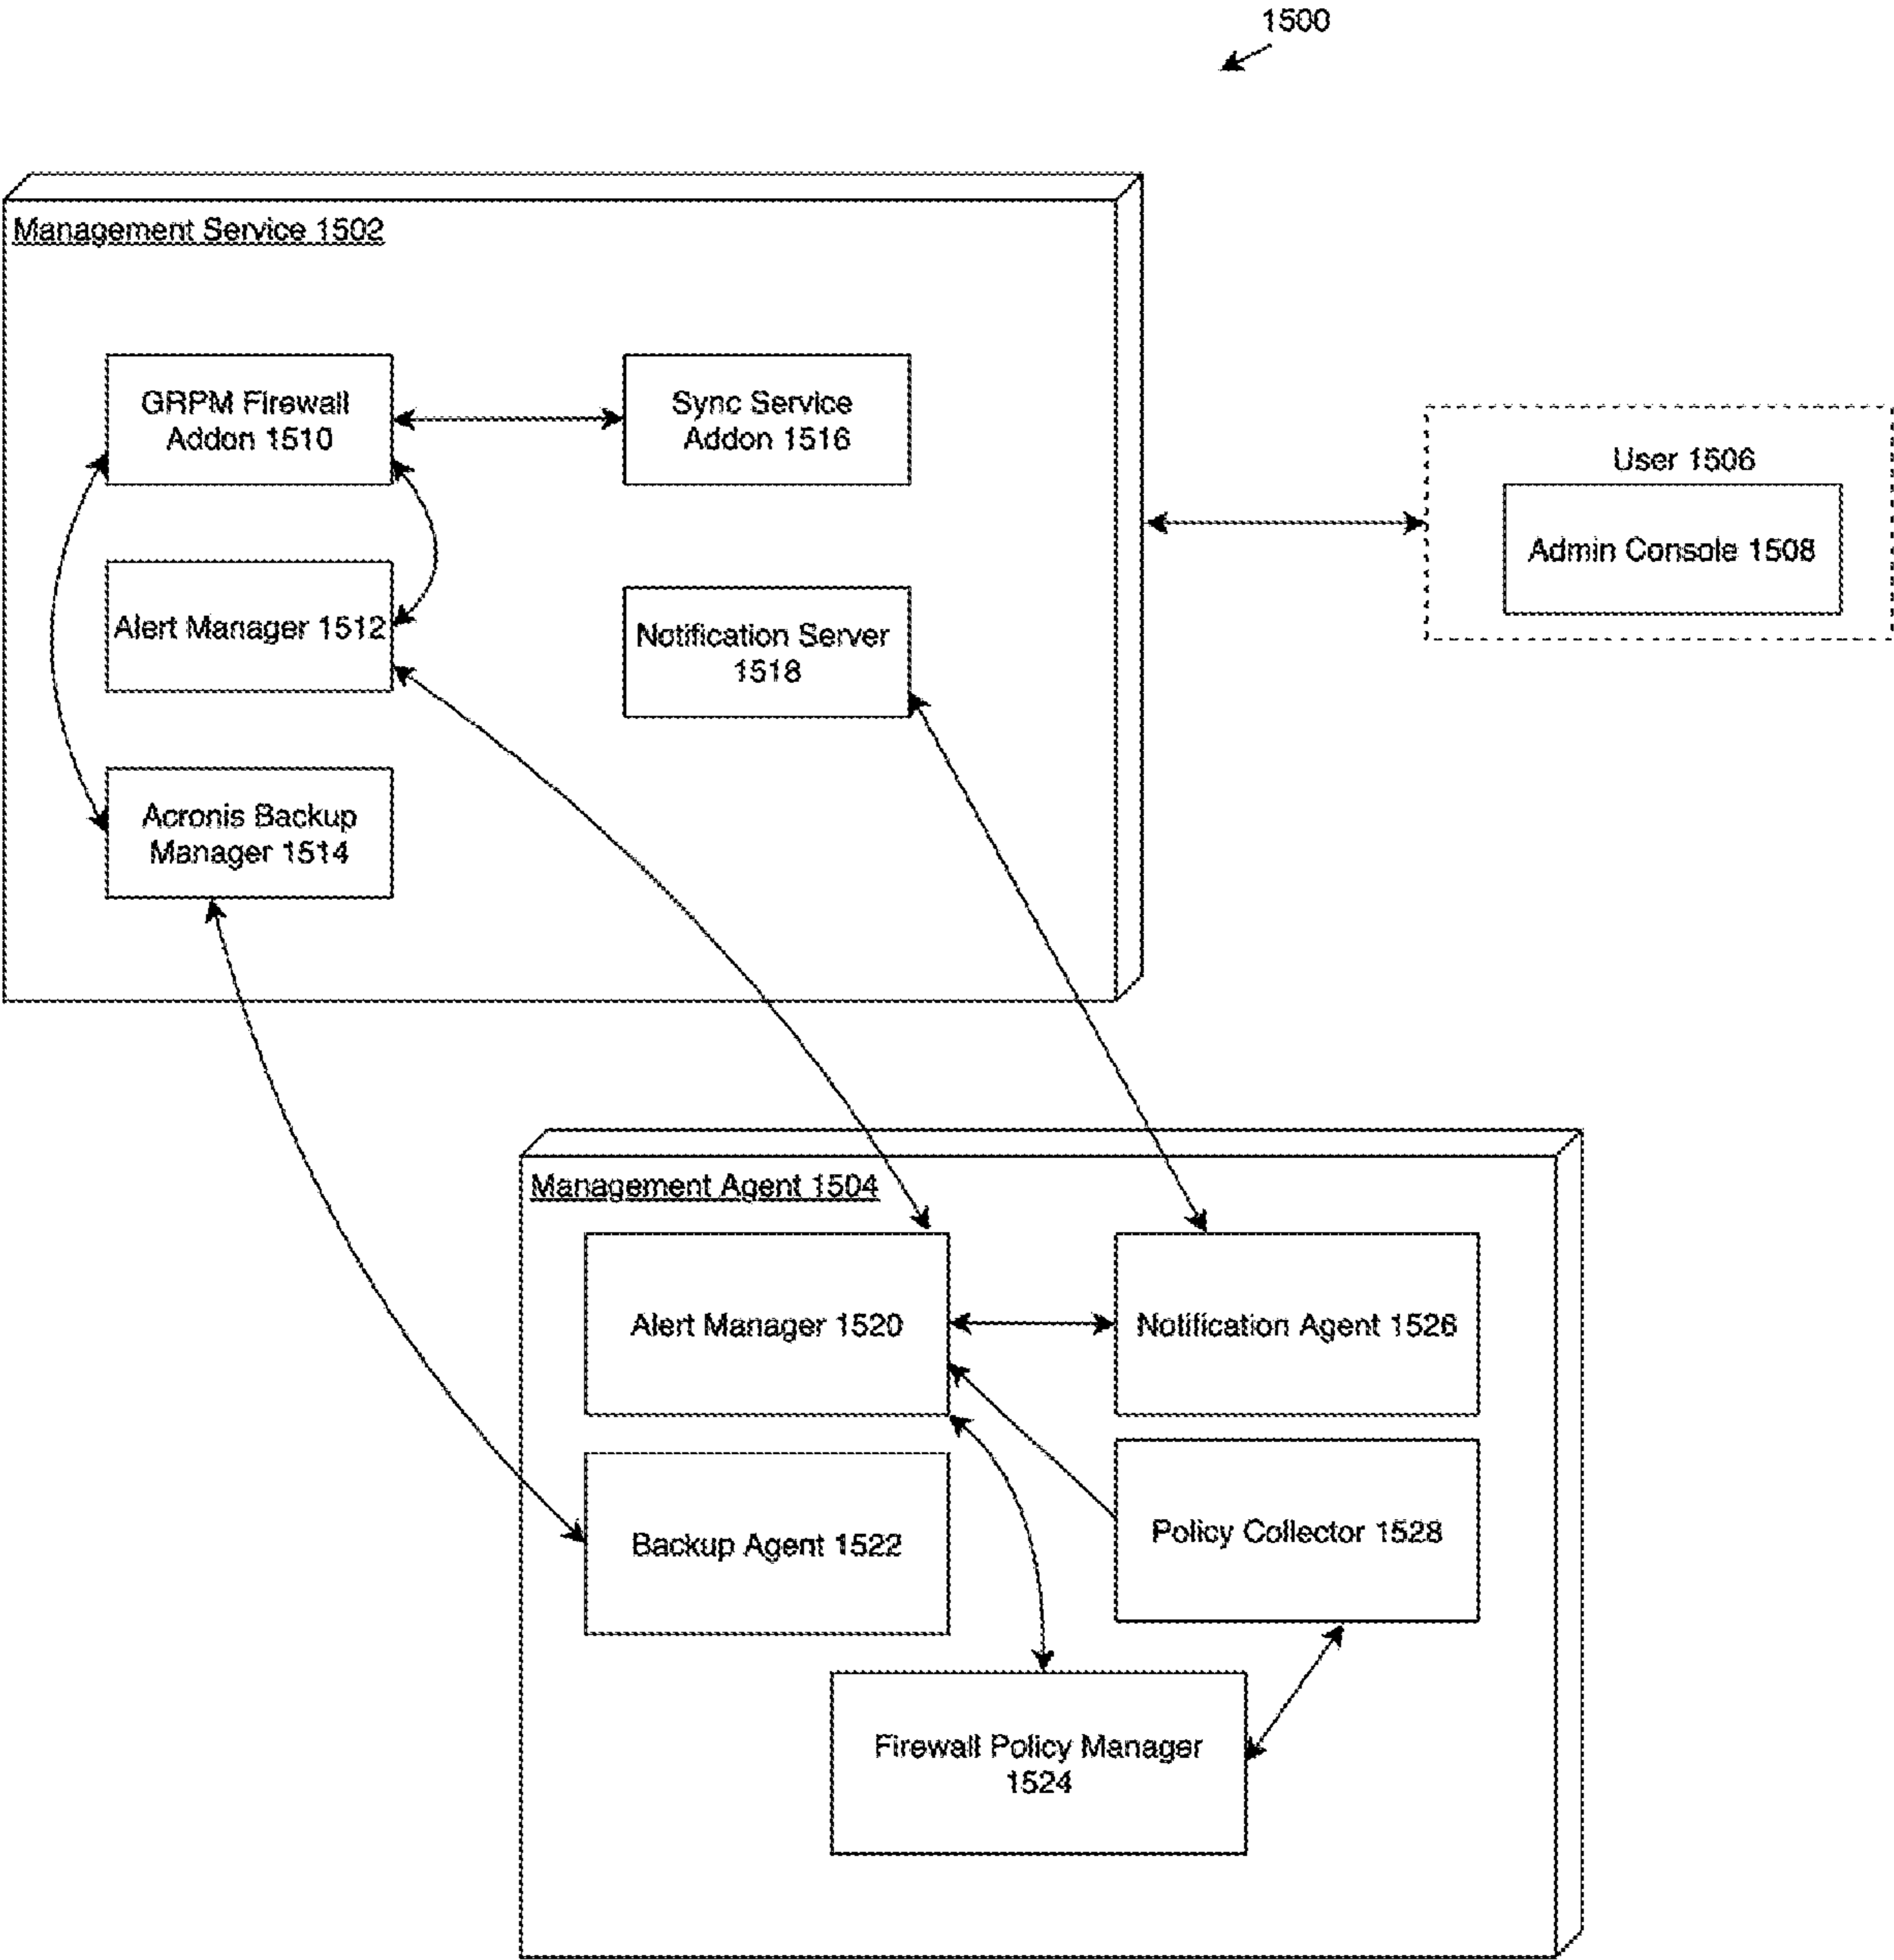 1500
Management Service 1502
GRPM Firewall
Addon 1510
Sync Service
Addon 1516
User 1506
Admin Console 1508
Alert Manager 1512
Notification Server
1518
Acronis Backup
Manager 1514
Management Agent 1504
Alert Manager 1520
Notification Agent 1526
Backup Agent 1522
Policy Collector 1528
Firewall Policy Manager
1524